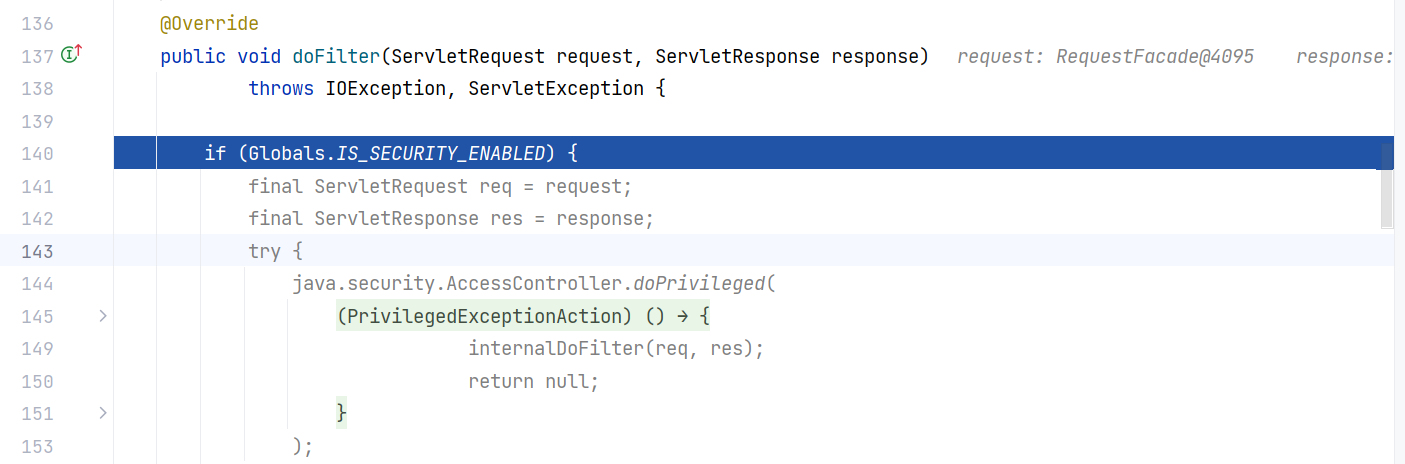 136 @Override
137 public void doFilter(ServletRequest request, ServletResponse response) request: RequestFacade@4095 response:
138 throws IOException, ServletException {
139
140 if (Globals.IS_SECURITY_ENABLED) {
141 final ServletRequest req = request;
142 final ServletResponse res = response;
143 try {
144 java.security.AccessController.doPrivileged(
145 (PrivilegedExceptionAction) () → {
149 internalDoFilter(req, res);
150 return null;
151 }
153 );